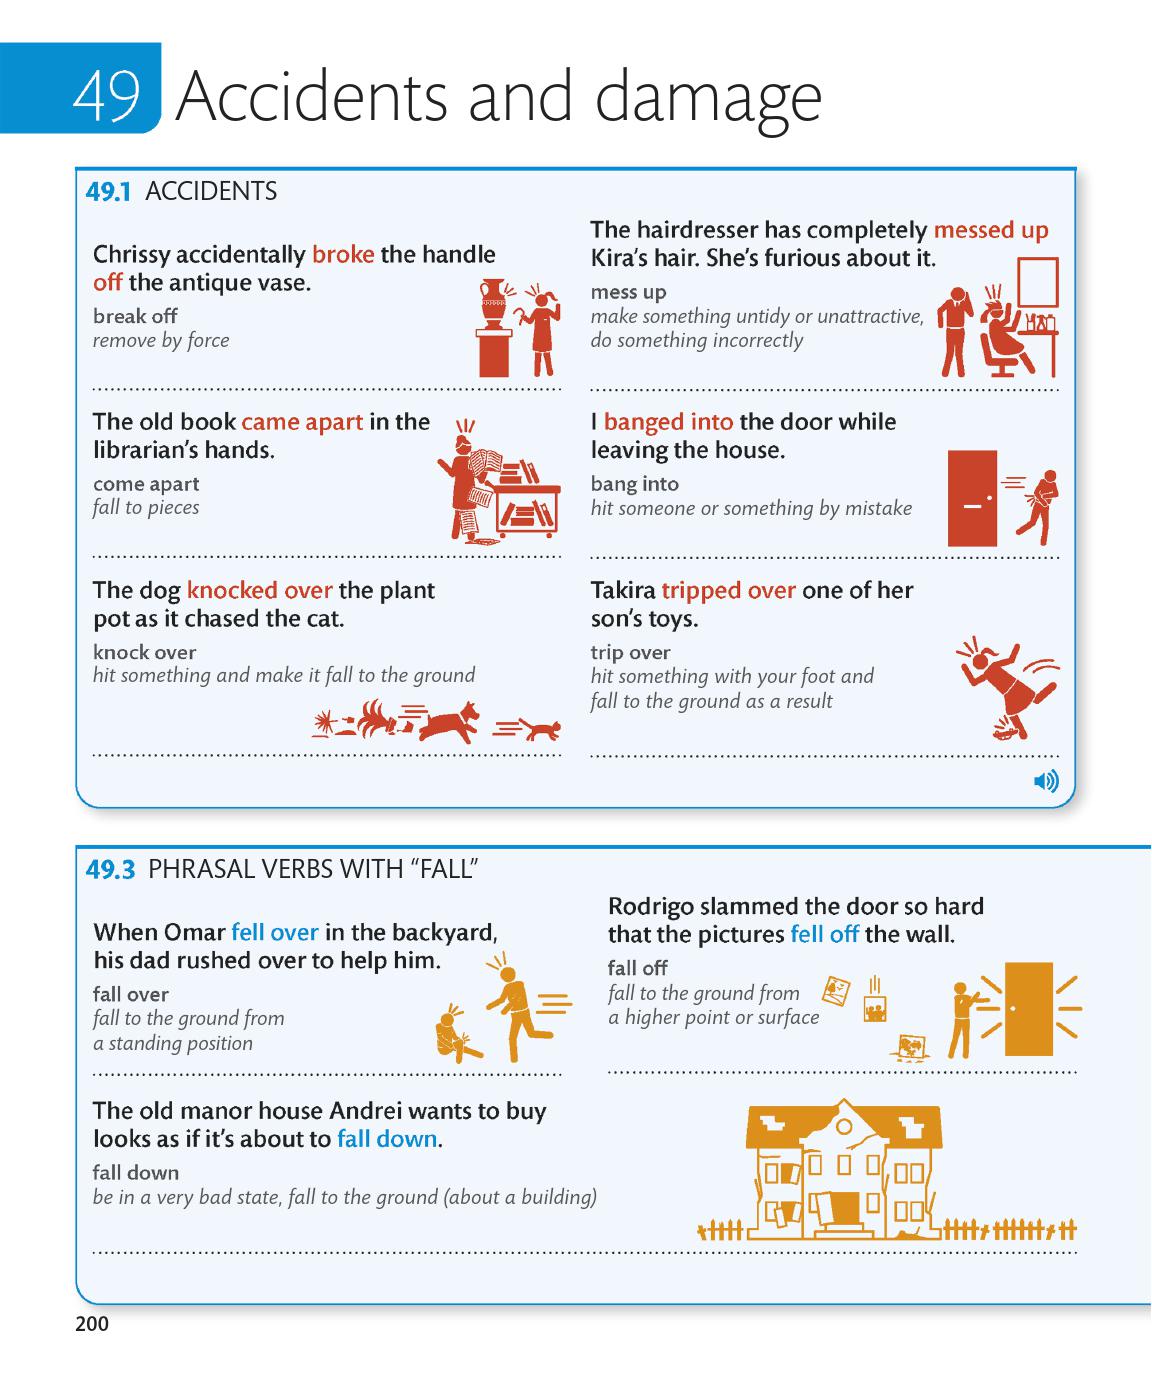 49 Accidents and damage
49.1 ACCIDENTS
Chrissy accidentally broke the handle
off the antique vase.
break off
remove by force
The hairdresser has completely messed up
Kira’s hair. She’s furious about it.
mess up
make something untidy or unattractive,
do something incorrectly
The old book came apart in the
librarian’s hands.
come apart
fall to pieces
I banged into the door while
leaving the house.
bang into
hit someone or something by mistake
The dog knocked over the plant
pot as it chased the cat.
knock over
hit something and make it fall to the ground
Takira tripped over one of her
son’s toys.
trip over
hit something with your foot and
fall to the ground as a result
49.3 PHRASAL VERBS WITH “FALL”
When Omar fell over in the backyard,
his dad rushed over to help him.
fall over
fall to the ground from
a standing position
Rodrigo slammed the door so hard
that the pictures fell off the wall.
fall off
fall to the ground from
a higher point or surface
The old manor house Andrei wants to buy
looks as if it’s about to fall down.
fall down
be in a very bad state, fall to the ground (about a building)
200